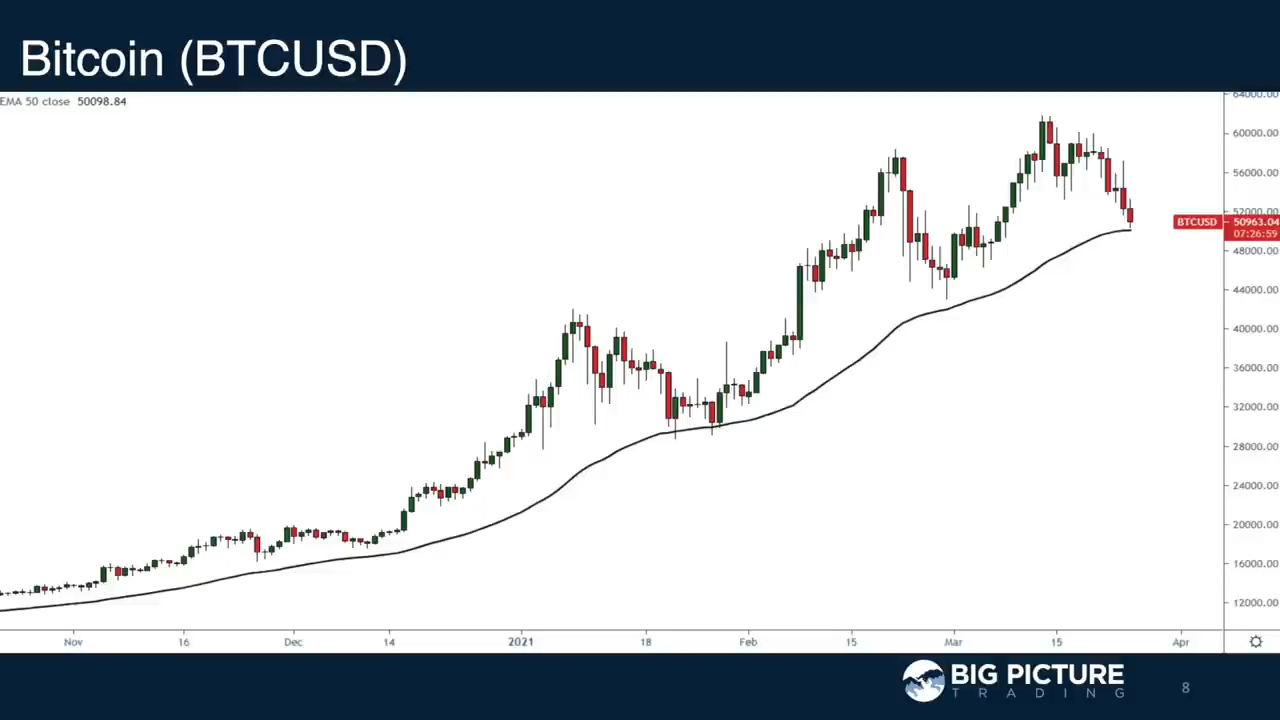 Bitcoin (BTCUSD)
EMA 50 close 50098.84
64000.00
60000.00
56000.00
52000.00
BTCUSD 50963.04
07:26:59
48000.00
44000.00
40000.00
36000.00
32000.00
28000.00
24000.00
20000.00
16000.00
12000.00
Nov 16 Dec 14 2021 18 Feb 15 Mar 15 Apr
BIG PICTURE
TRADING
8